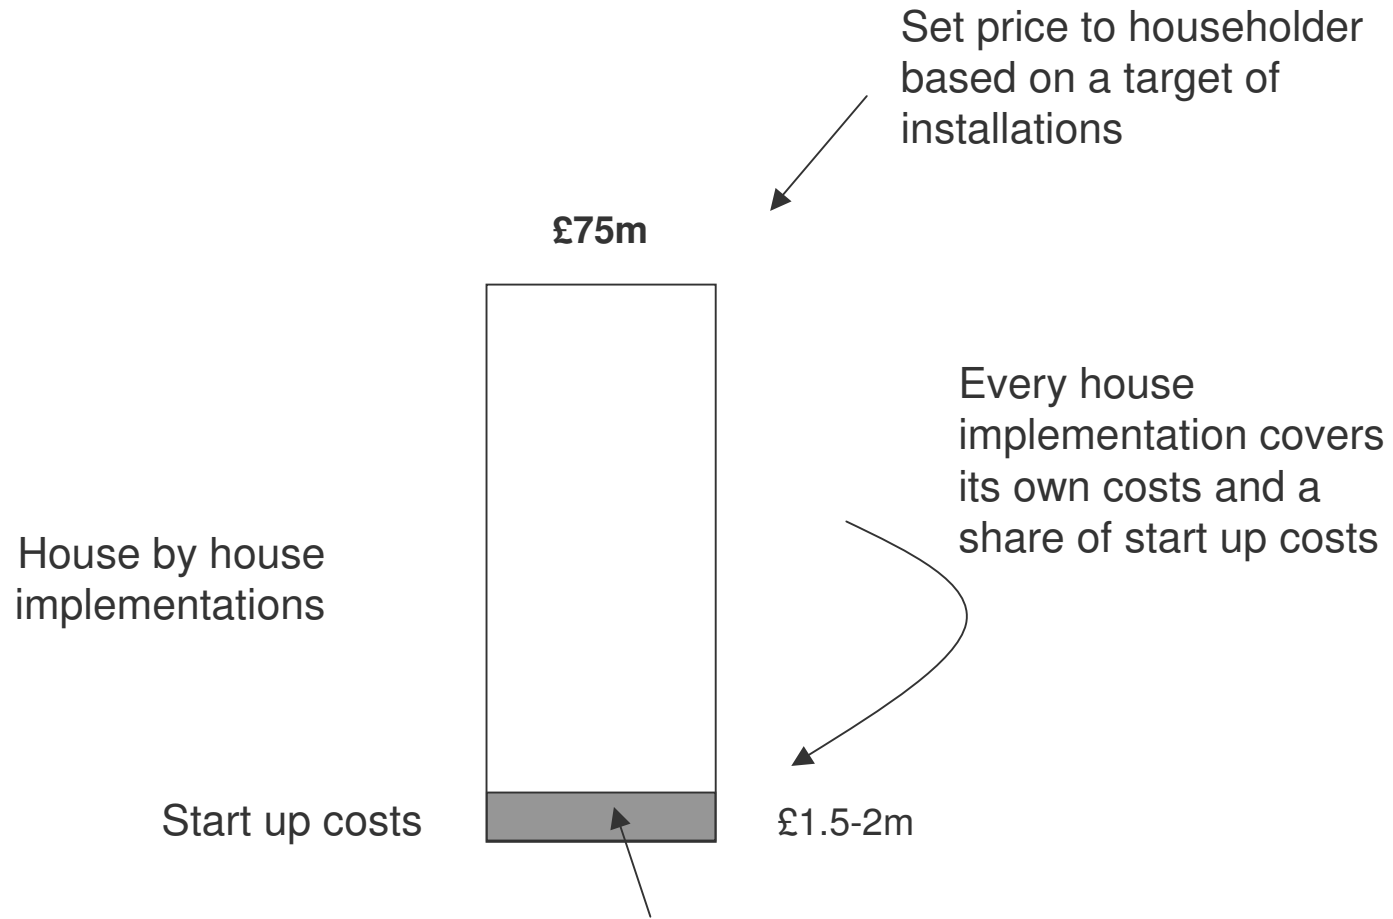 Set price to householder
based on a target of
installations
£75m
Every house
implementation covers
its own costs and a
share of start up costs
House by house
implementations
Start up costs
£1.5-2m